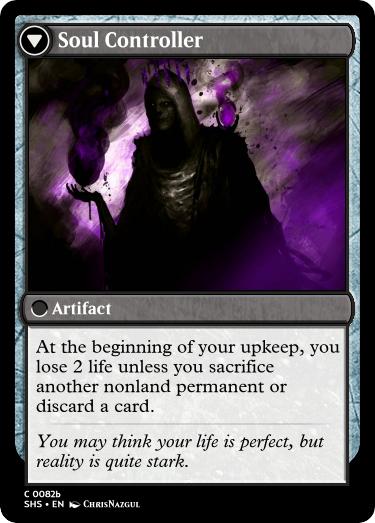 Soul Controller
Artifact
At the beginning of your upkeep, you
lose 2 life unless you sacrifice
another nonland permanent or
discard a card.
You may think your life is perfect, but
reality is quite stark.
C 0082b
SHS • EN ChrisNazgul